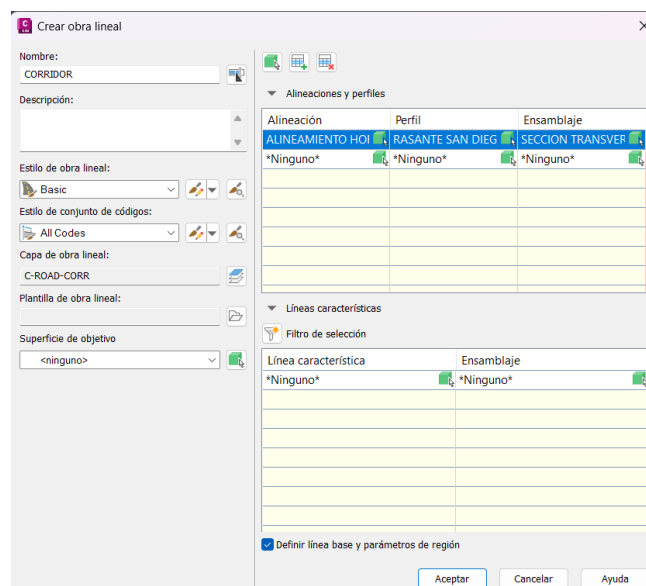 Crear obra lineal
Nombre:
CORRIDOR
Descripción:
Estilo de obra lineal:
Basic
Estilo de conjunto de códigos:
All Codes
Capa de obra lineal:
C-ROAD-CORR
Plantilla de obra lineal:
Superficie de objetivo
<ninguno>
Alineaciones y perfiles
Alineación Perfil Ensamblaje
ALINEAMIENTO HOI RASANTE SAN DIEG SECCION TRANSVER
*Ninguno* *Ninguno* *Ninguno*
Líneas características
Filtro de selección
Línea característica Ensamblaje
*Ninguno* *Ninguno*
Definir línea base y parámetros de región
Aceptar Cancelar Ayuda